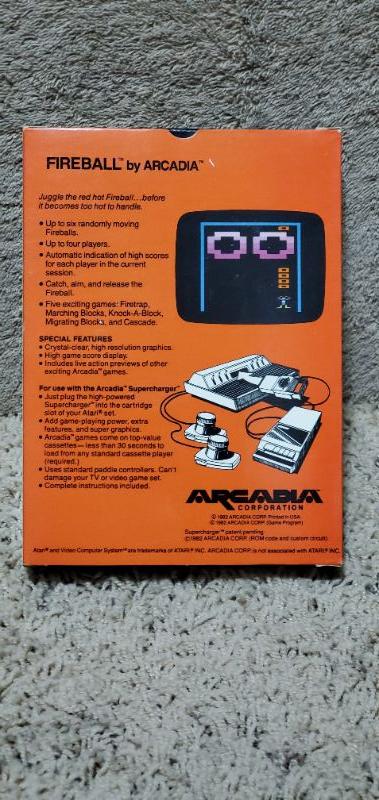 FIREBALL™ by ARCADIA™
Juggle the red hot Fireball...before
it becomes too hot to handle.
• Up to six randomly moving
Fireballs.
• Up to four players.
• Automatic indication of high scores
for each player in the current
session.
• Catch, aim, and release the
Fireball.
• Five exciting games: Firetrap,
Marching Blocks, Knock-A-Block,
Migrating Blocks, and Cascade.
SPECIAL FEATURES
• Crystal-clear, high resolution graphics.
• High game score display.
• Includes live action previews of other
exciting Arcadia™ games.
For use with the Arcadia™ Supercharger™
• Just plug the high-powered
Supercharger™ into the cartridge
slot of your Atari® set.
• Add game-playing power, extra
features, and super graphics.
• Arcadia™ games come on top-value
cassettes—less than 30 seconds to
load from any standard cassette player
(required.)
• Uses standard paddle controllers. Can't
damage your TV or video game set.
• Complete instructions included.
ARCADIA
CORPORATION
© 1982 ARCADIA CORP. Printed in USA
© 1982 ARCADIA CORP. (Game Program)
Supercharger™ patent pending
©1982 ARCADIA CORP. (ROM code and custom circuit)
Atari® and Video Computer System™ are trademarks of ATARI® INC. ARCADIA CORP. is not associated with ATARI® INC.